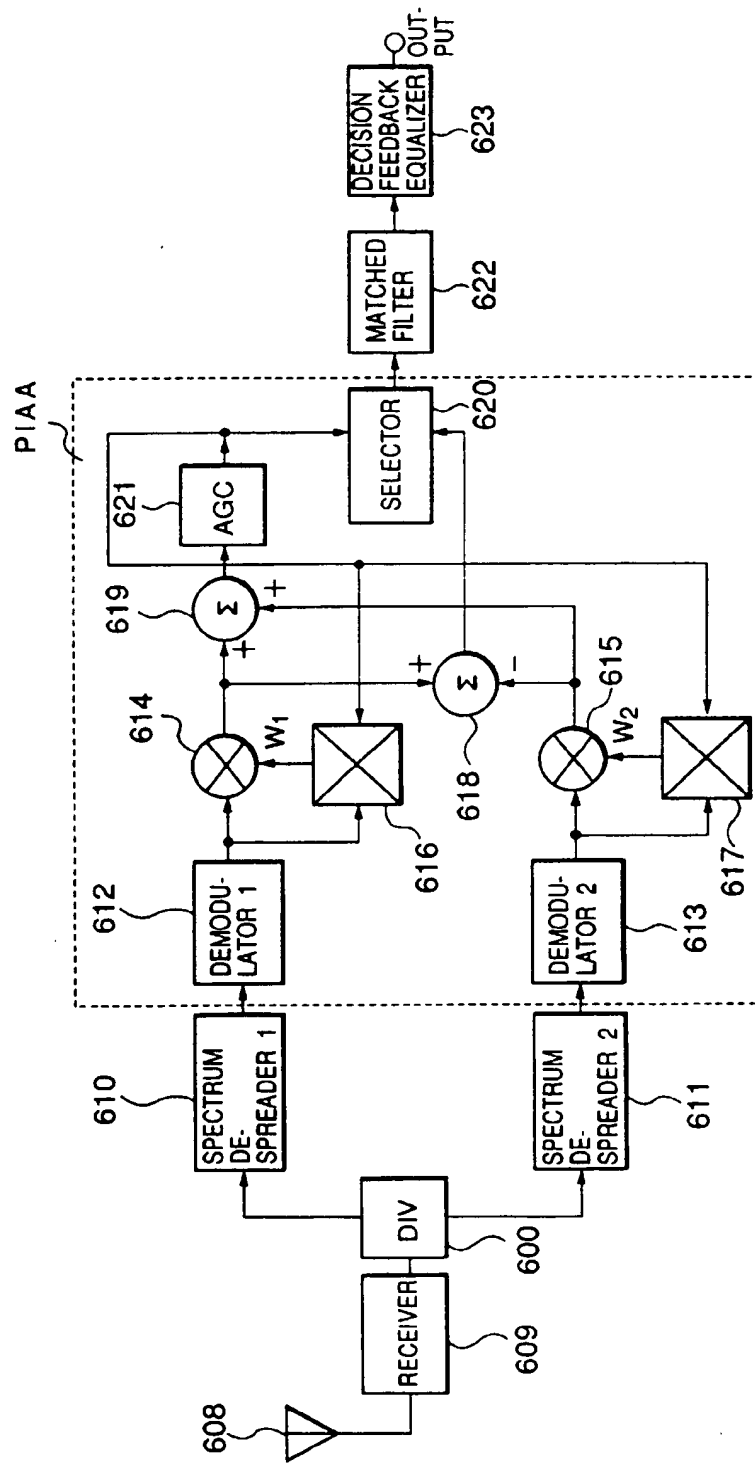 608
RECEIVER
609
DIV
600
SPECTRUM
DE-
SPREADER 1
610
SPECTRUM
DE-
SPREADER 2
611
PIAA
DEMODU-
LATOR 1
612
DEMODU-
LATOR 2
613
614
W1
616
615
W2
617
+
+
Σ
619
+
-
Σ
618
AGC
621
SELECTOR
620
MATCHED
FILTER
622
DECISION
FEEDBACK
EQUALIZER
623
OUT-
PUT